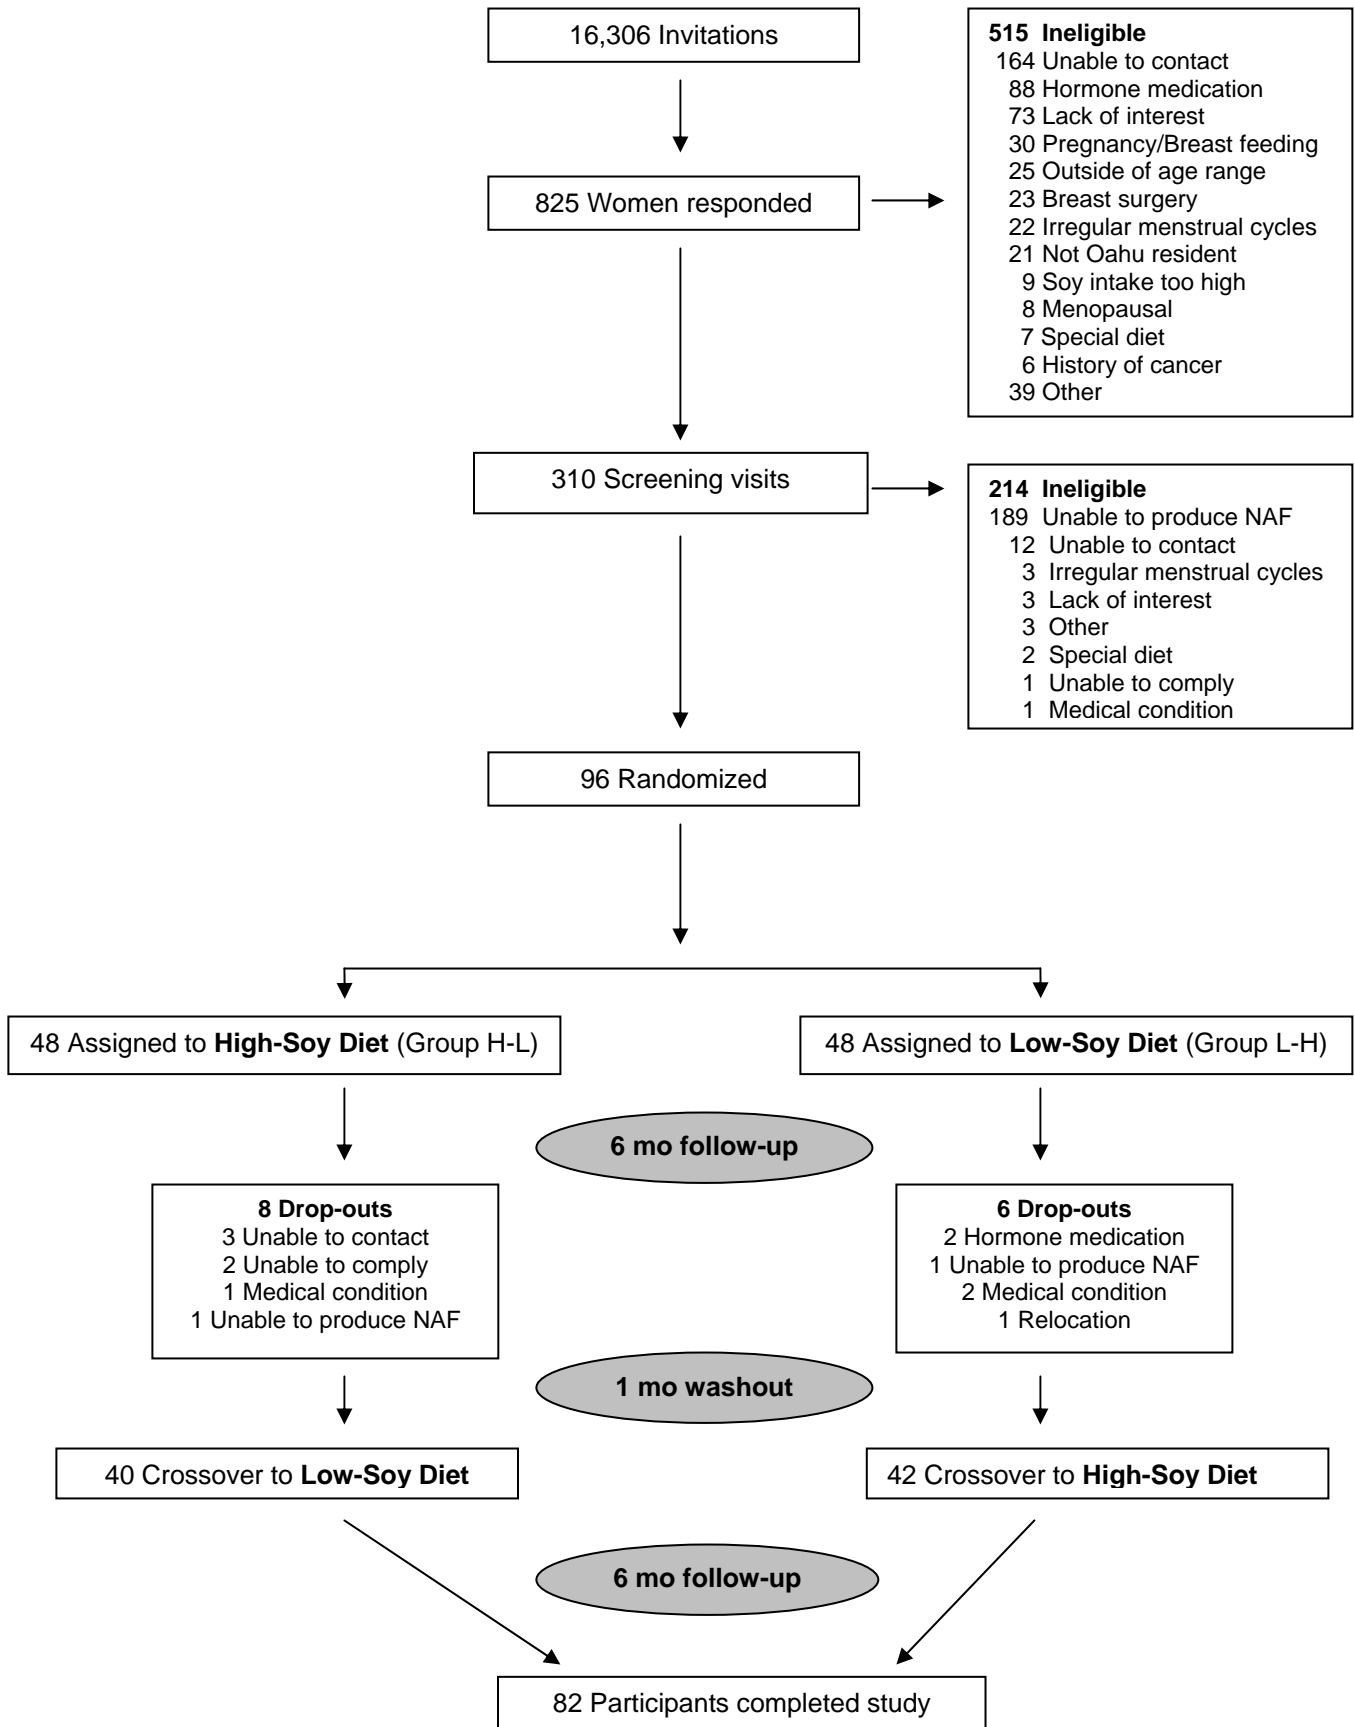 16,306 Invitations
515 Ineligible
164 Unable to contact
88 Hormone medication
73 Lack of interest
30 Pregnancy/Breast feeding
25 Outside of age range
23 Breast surgery
22 Irregular menstrual cycles
21 Not Oahu resident
9 Soy intake too high
8 Menopausal
7 Special diet
6 History of cancer
39 Other
825 Women responded
310 Screening visits
214 Ineligible
189 Unable to produce NAF
12 Unable to contact
3 Irregular menstrual cycles
3 Lack of interest
3 Other
2 Special diet
1 Unable to comply
1 Medical condition
96 Randomized
48 Assigned to High-Soy Diet (Group H-L)
48 Assigned to Low-Soy Diet (Group L-H)
6 mo follow-up
8 Drop-outs
3 Unable to contact
2 Unable to comply
1 Medical condition
1 Unable to produce NAF
6 Drop-outs
2 Hormone medication
1 Unable to produce NAF
2 Medical condition
1 Relocation
1 mo washout
40 Crossover to Low-Soy Diet
42 Crossover to High-Soy Diet
6 mo follow-up
82 Participants completed study